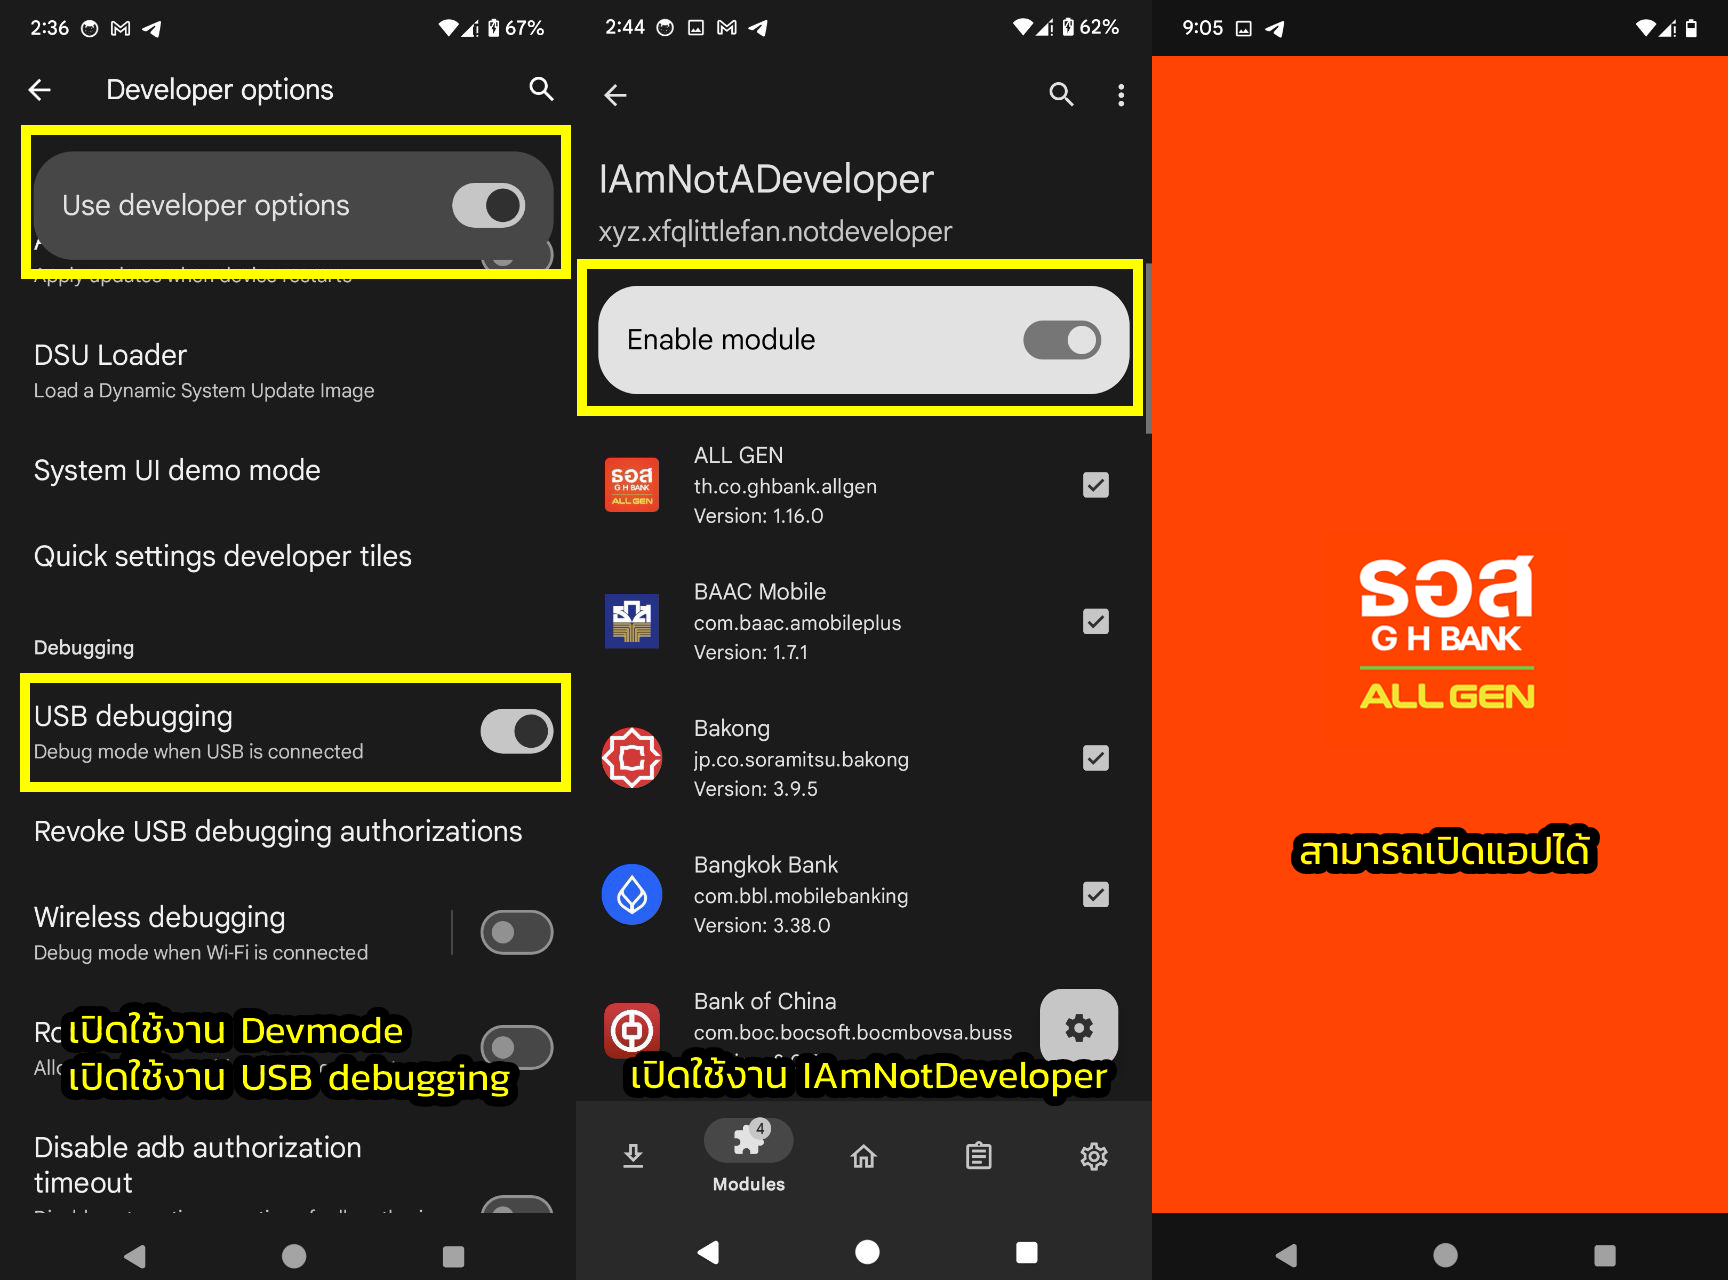 2:36
67%
Developer options
Use developer options
Apply updates when device restarts
DSU Loader
Load a Dynamic System Update Image
System UI demo mode
Quick settings developer tiles
Debugging
USB debugging
Debug mode when USB is connected
Revoke USB debugging authorizations
Wireless debugging
Debug mode when Wi-Fi is connected
เปิดใช้งาน Devmode
เปิดใช้งาน USB debugging
Disable adb authorization
timeout
2:44
62%
IAmNotADeveloper
xyz.xfqlittlefan.notdeveloper
Enable module
ธอส
G H BANK
ALL GEN
ALL GEN
th.co.ghbank.allgen
Version: 1.16.0
BAAC Mobile
com.baac.amobileplus
Version: 1.7.1
Bakong
jp.co.soramitsu.bakong
Version: 3.9.5
Bangkok Bank
com.bbl.mobilebanking
Version: 3.38.0
Bank of China
com.boc.bocsoft.bocmbovsa.buss
เปิดใช้งาน IAmNotDeveloper
4
Modules
9:05
ธอส
G H BANK
ALL GEN
สามารถเปิดแอปได้